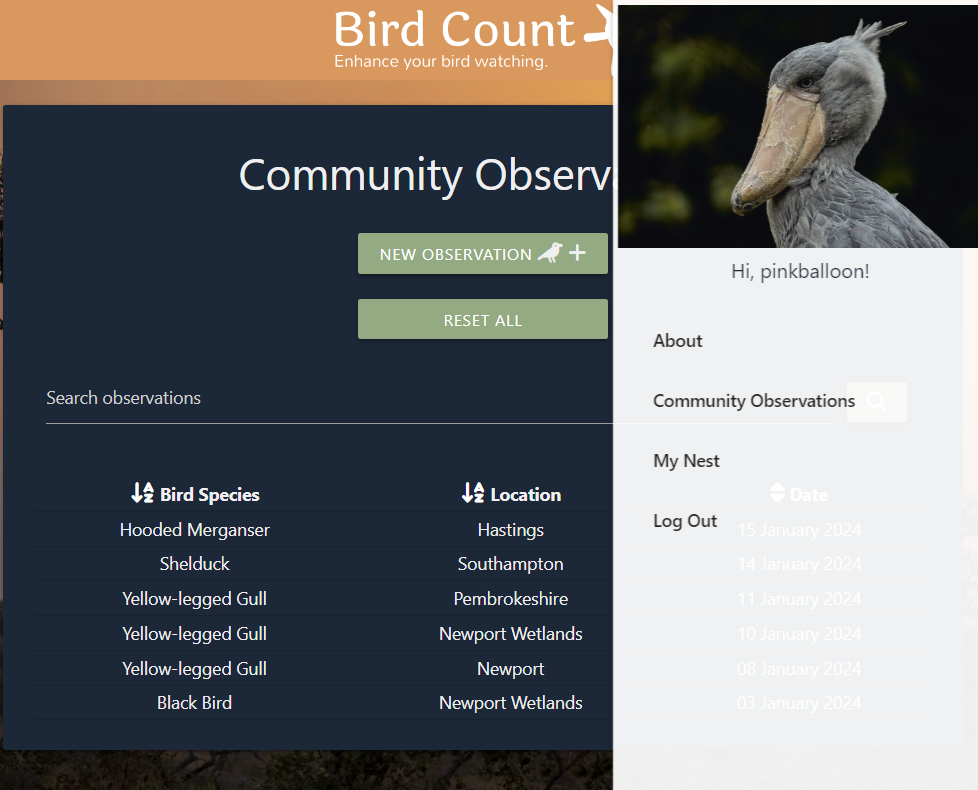 Bird Count
Enhance your bird watching.
Community Observ
NEW OBSERVATION
RESET ALL
Search observations
Bird Species Location Date
Hooded Merganser Hastings 15 January 2024
Shelduck Southampton 14 January 2024
Yellow-legged Gull Pembrokeshire 11 January 2024
Yellow-legged Gull Newport Wetlands 10 January 2024
Yellow-legged Gull Newport 08 January 2024
Black Bird Newport Wetlands 03 January 2024
Hi, pinkballoon!
About
Community Observations
My Nest
Log Out